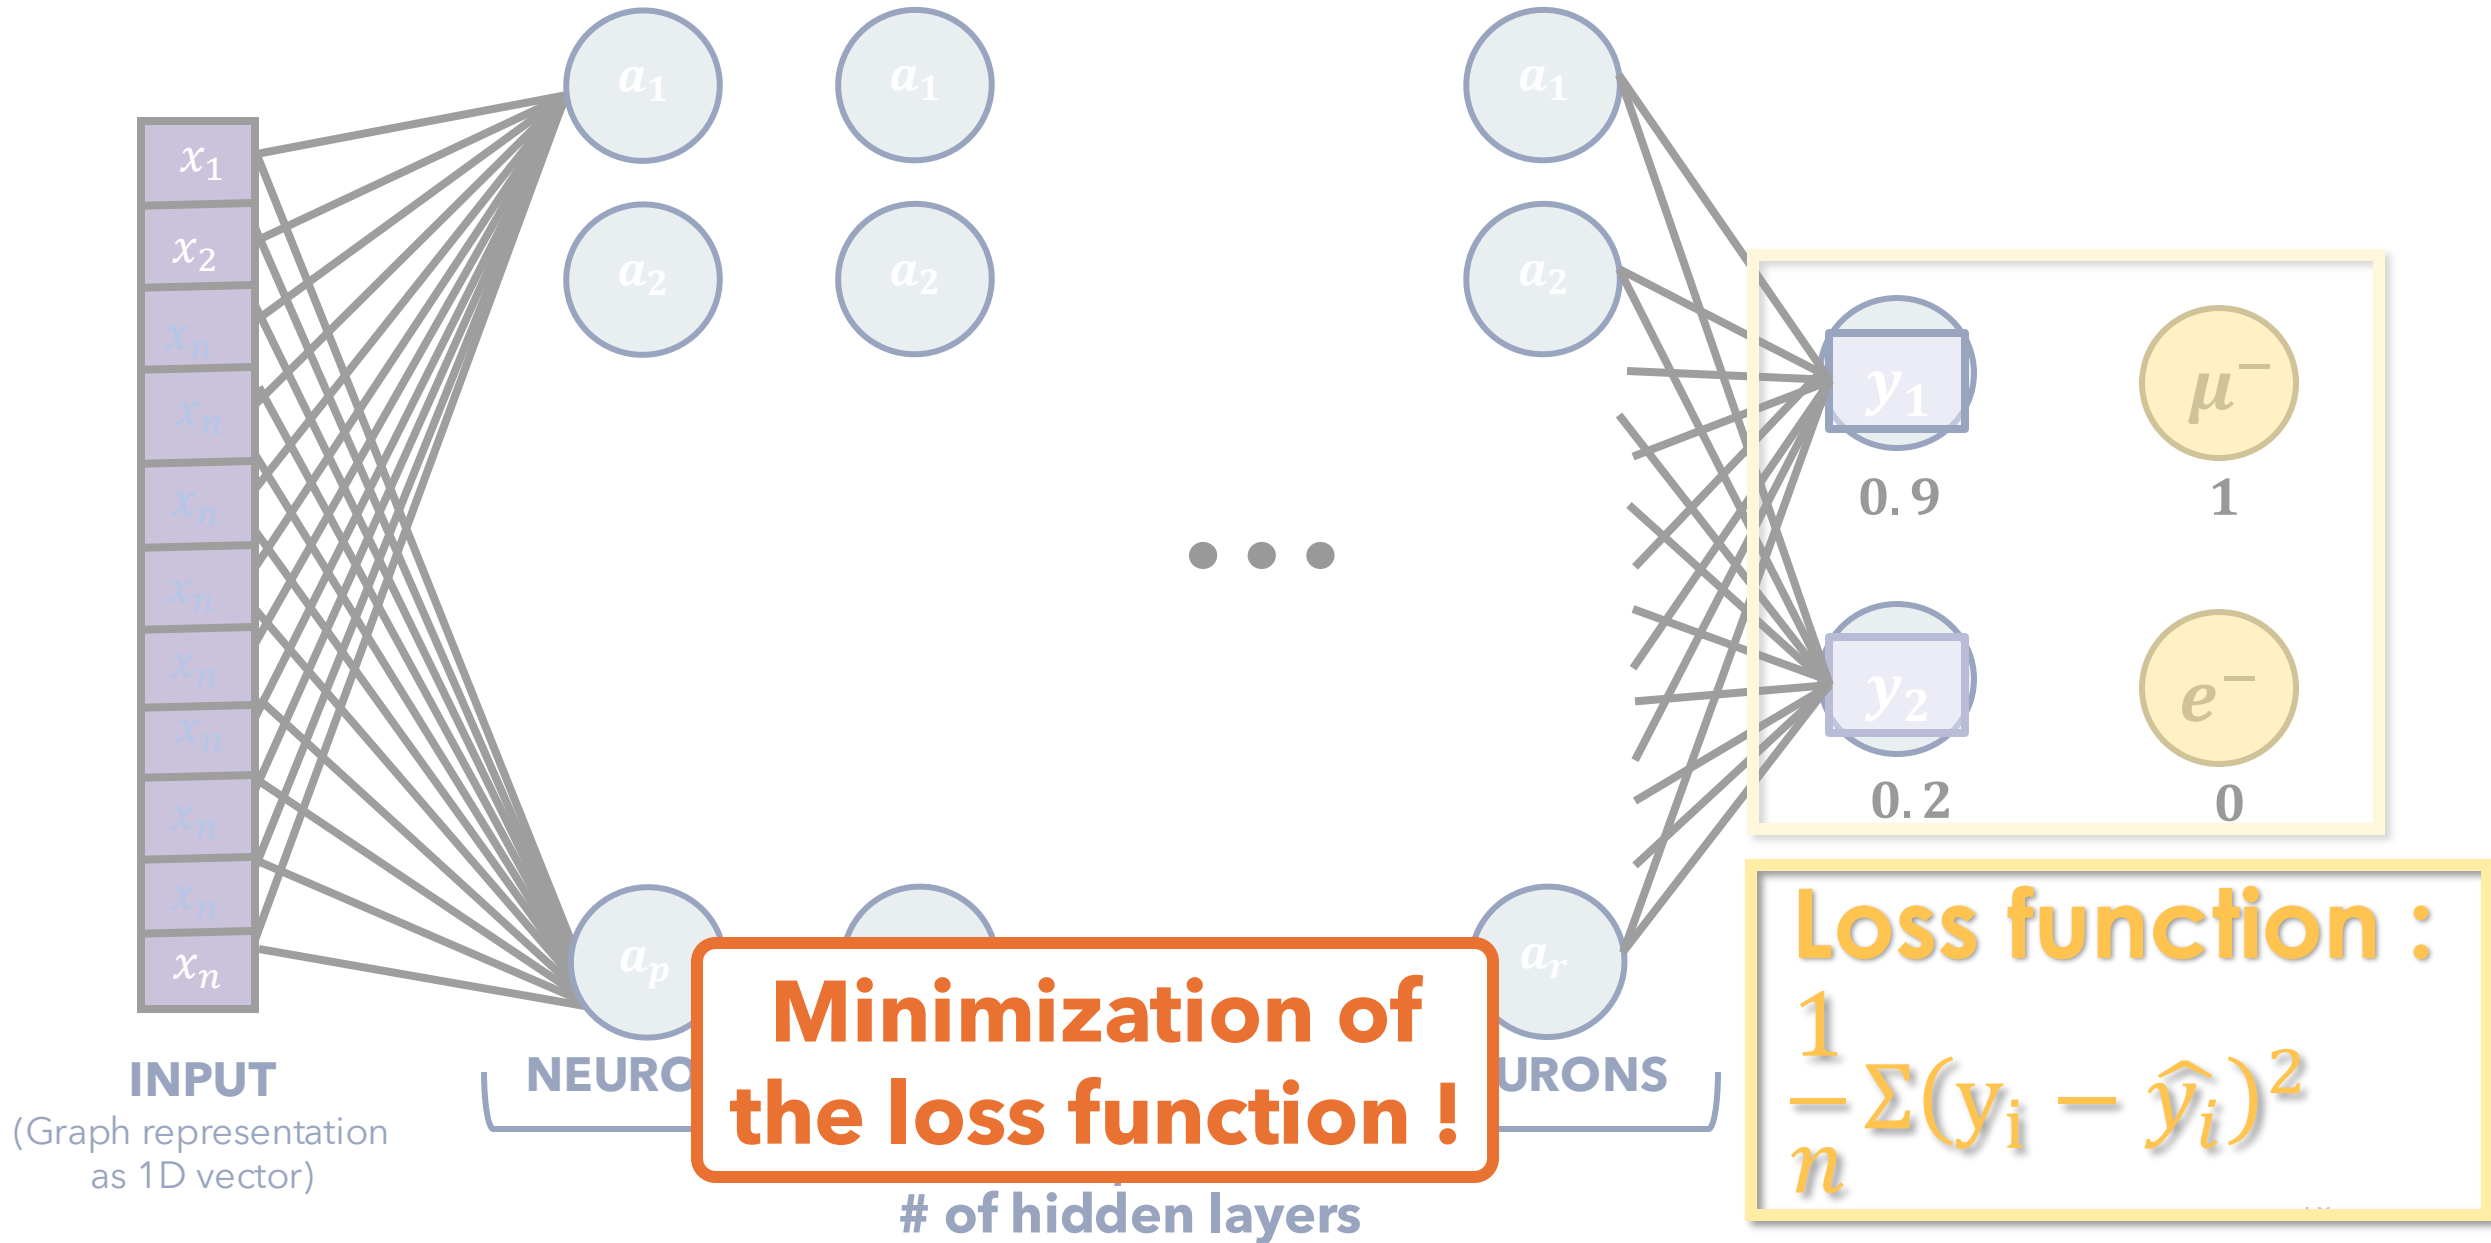 x₁
x₂
xₙ
xₙ
xₙ
xₙ
xₙ
xₙ
xₙ
xₙ
xₙ
INPUT
(Graph representation
as 1D vector)
a₁
a₂
aₚ
a₁
a₂
a₁
a₂
aᵣ
y₁
0.9
μ⁻
1
y₂
0.2
e⁻
0
Loss function :
1/n Σ(yᵢ − ŷᵢ)²
Minimization of
the loss function !
# of hidden layers